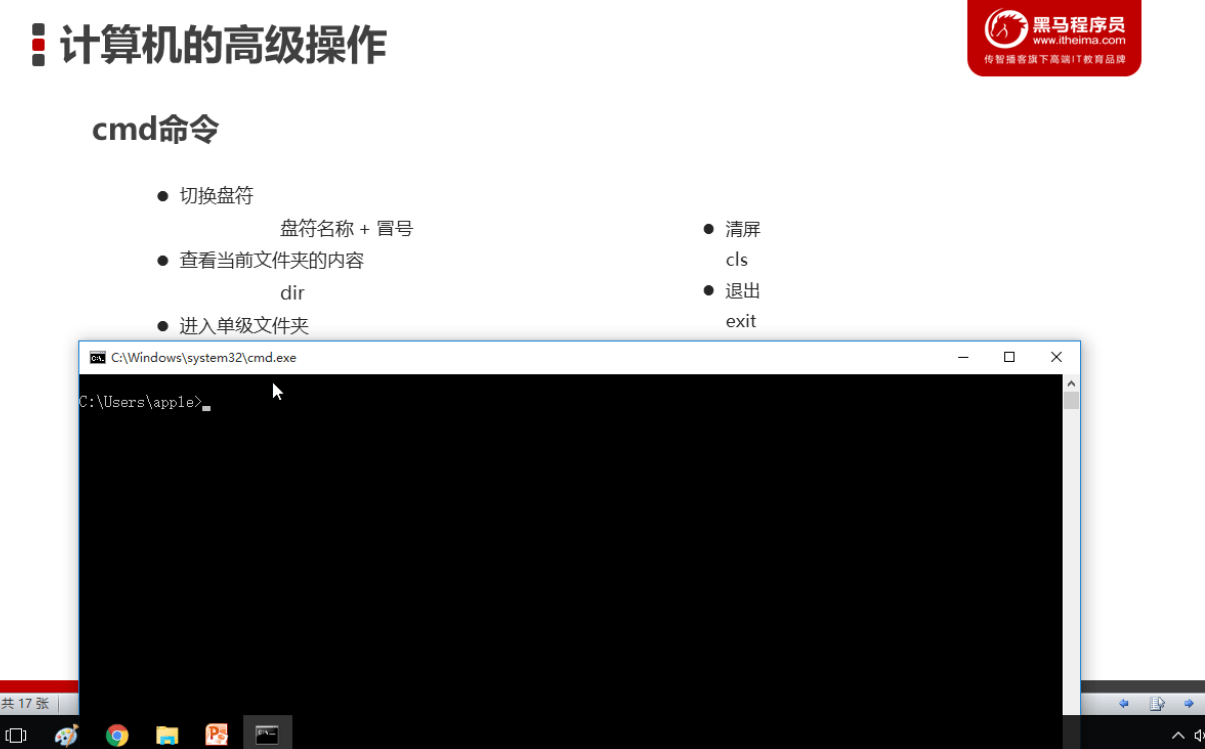 计算机的高级操作
黑马程序员
www.itheima.com
传智播客旗下高端IT教育品牌
cmd命令
● 切换盘符
盘符名称 + 冒号
● 查看当前文件夹的内容
dir
● 进入单级文件夹
● 清屏
cls
● 退出
exit
C:\Windows\system32\cmd.exe
C:\Users\apple>
共 17 张